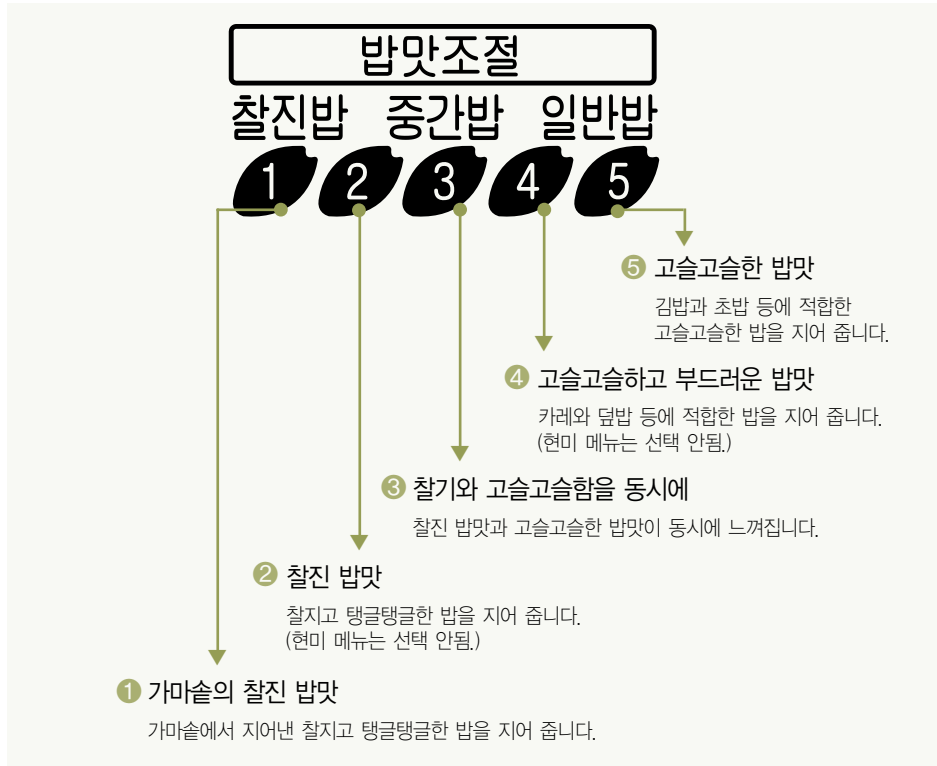 밥맛조절
찰진밥 중간밥 일반밥
1 2 3 4 5
⑤ 고슬고슬한 밥맛
김밥과 초밥 등에 적합한
고슬고슬한 밥을 지어 줍니다.
④ 고슬고슬하고 부드러운 밥맛
카레와 덮밥 등에 적합한 밥을 지어 줍니다.
(현미 메뉴는 선택 안됨.)
③ 찰기와 고슬고슬함을 동시에
찰진 밥맛과 고슬고슬한 밥맛이 동시에 느껴집니다.
② 찰진 밥맛
찰지고 탱글탱글한 밥을 지어 줍니다.
(현미 메뉴는 선택 안됨.)
① 가마솥의 찰진 밥맛
가마솥에서 지어낸 찰지고 탱글탱글한 밥을 지어 줍니다.